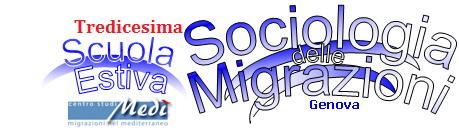 Tredicesima
Scuola
Estiva
centro studi
Medì
migrazioni nel mediterraneo
Sociologia
delle
Migrazioni
Genova